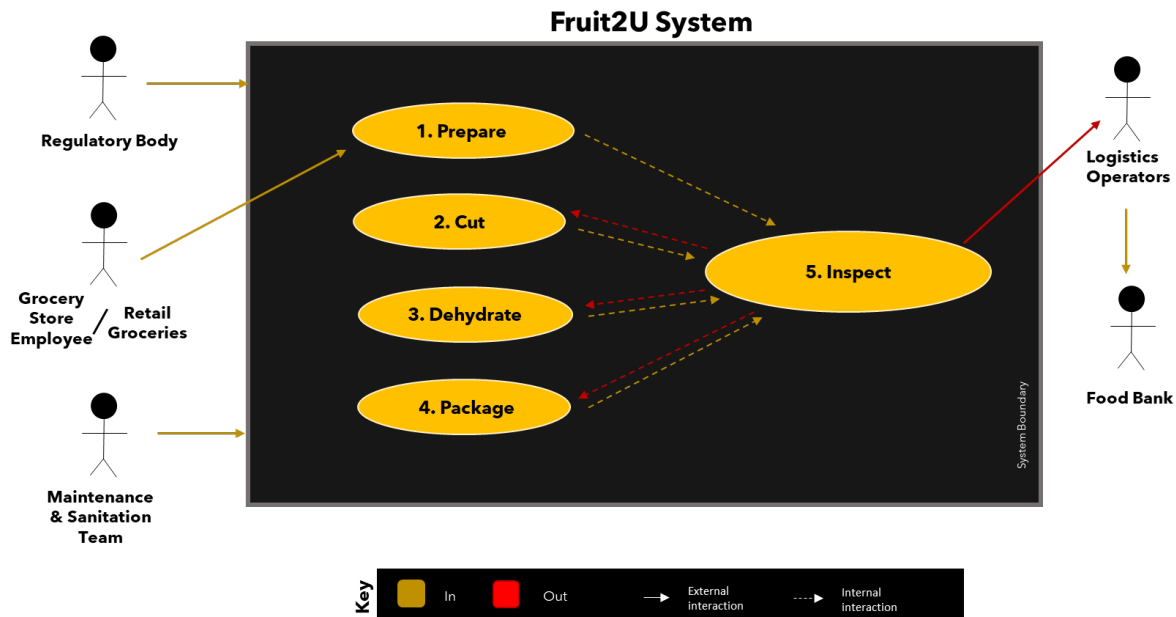 Fruit2U System
Regulatory Body
Grocery
Store
Employee
/
Retail
Groceries
Maintenance
& Sanitation
Team
1. Prepare
2. Cut
3. Dehydrate
4. Package
5. Inspect
System Boundary
Logistics
Operators
Food Bank
Key
In
Out
External
interaction
Internal
interaction